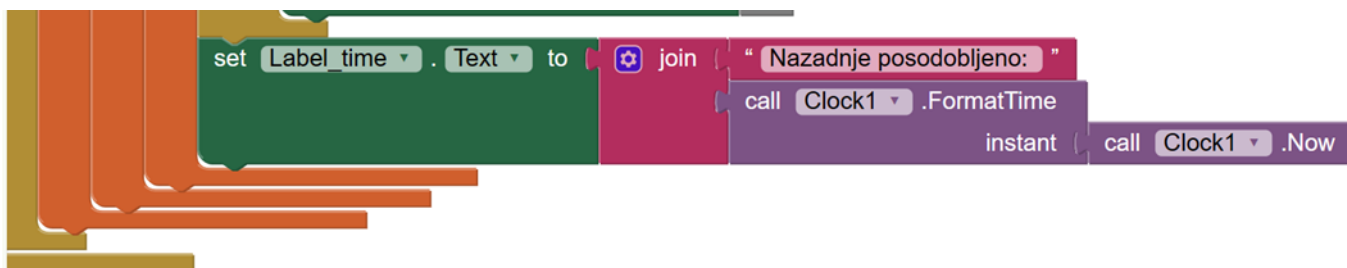 set Label_time . Text to join “ Nazadnje posodobljeno: ”
call Clock1 .FormatTime
instant call Clock1 .Now